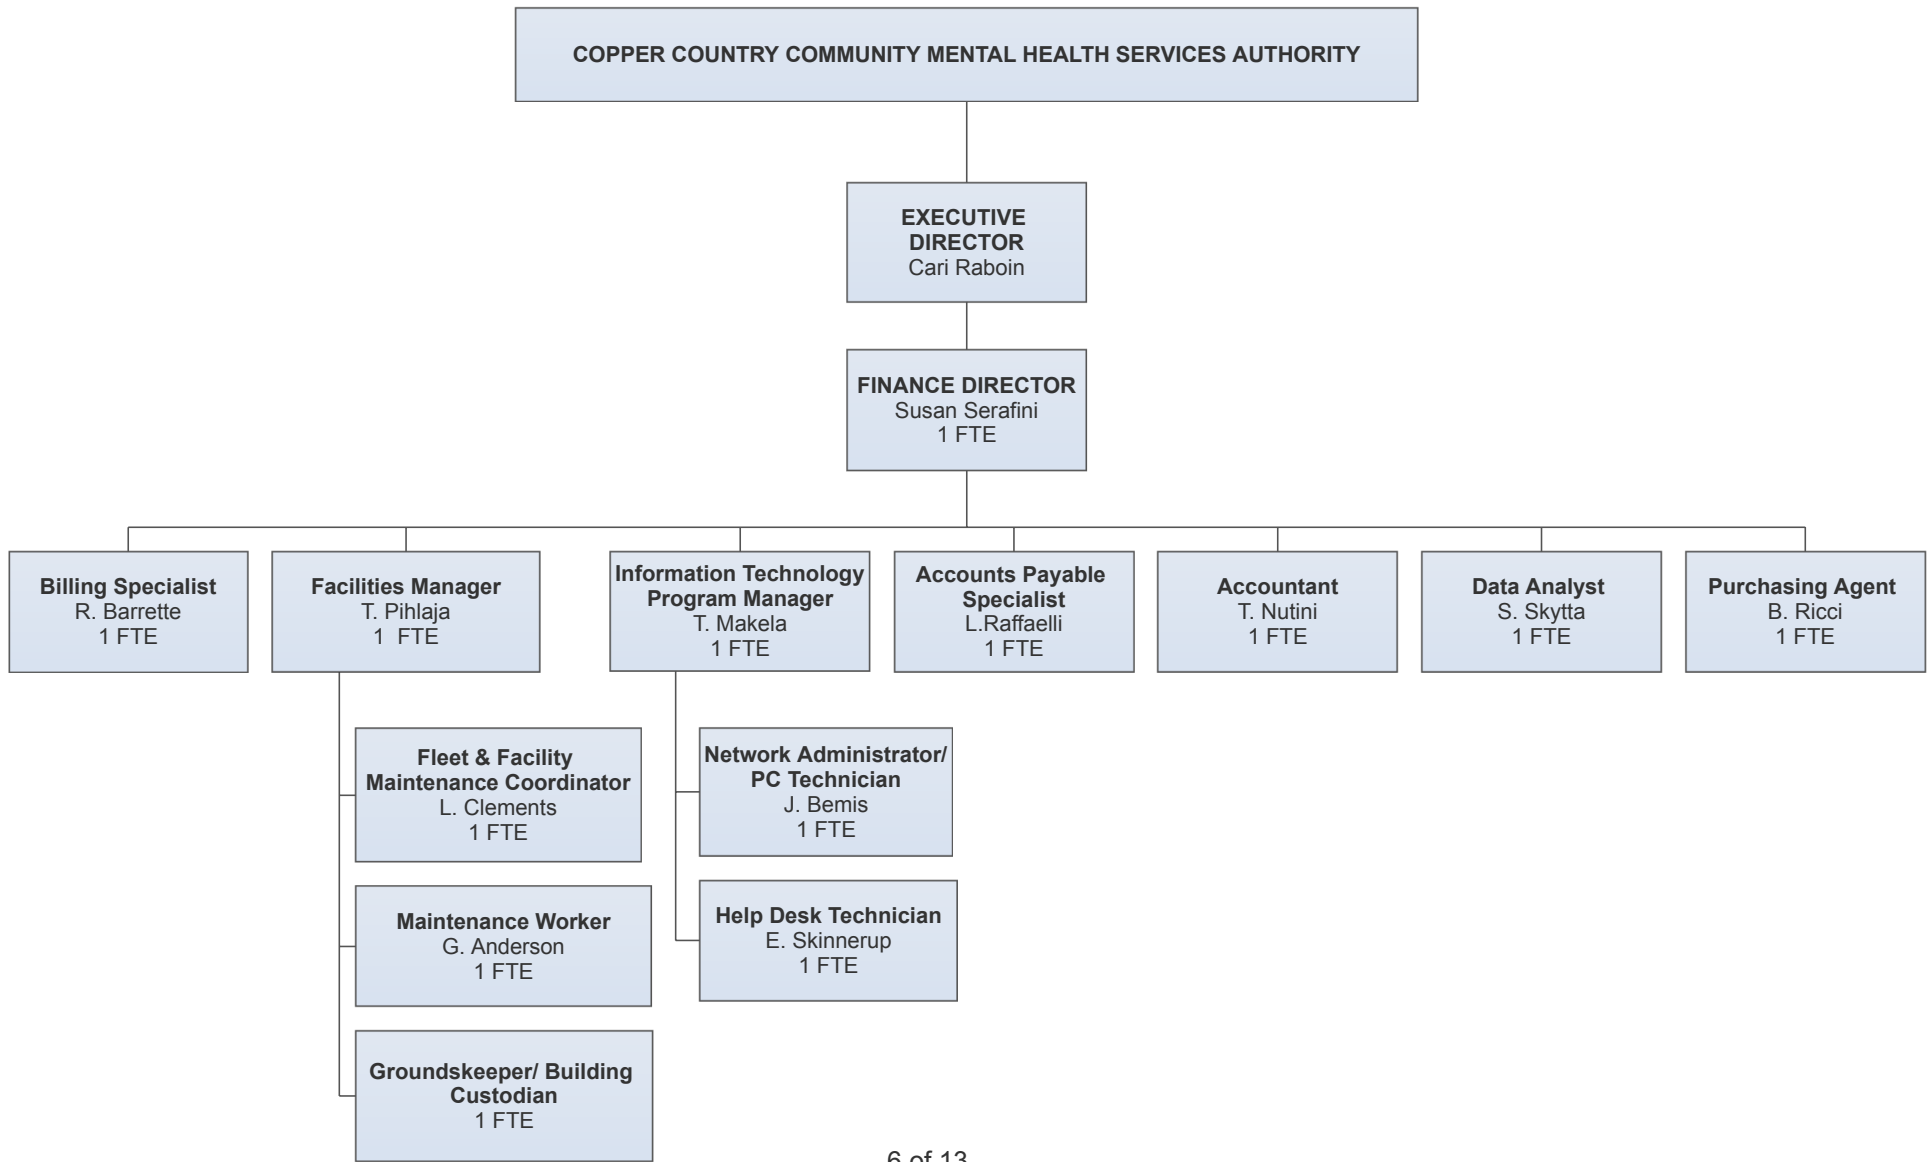 COPPER COUNTRY COMMUNITY MENTAL HEALTH SERVICES AUTHORITY
EXECUTIVE
DIRECTOR
Cari Raboin
FINANCE DIRECTOR
Susan Serafini
1 FTE
Billing Specialist
R. Barrette
1 FTE
Facilities Manager
T. Pihlaja
1 FTE
Information Technology
Program Manager
T. Makela
1 FTE
Accounts Payable
Specialist
L.Raffaelli
1 FTE
Accountant
T. Nutini
1 FTE
Data Analyst
S. Skytta
1 FTE
Purchasing Agent
B. Ricci
1 FTE
Fleet & Facility
Maintenance Coordinator
L. Clements
1 FTE
Maintenance Worker
G. Anderson
1 FTE
Groundskeeper/ Building
Custodian
1 FTE
Network Administrator/
PC Technician
J. Bemis
1 FTE
Help Desk Technician
E. Skinnerup
1 FTE
6 of 13